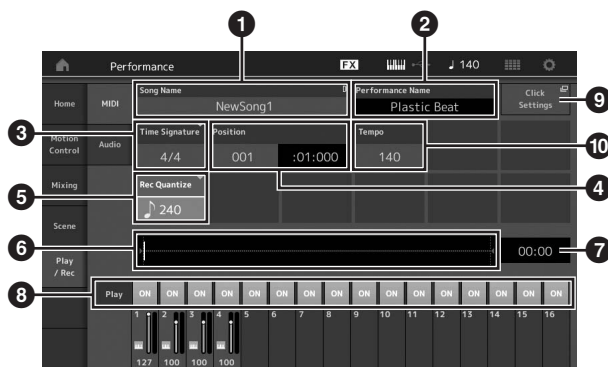 1 2
Performance FX 140
Song Name Performance Name Click Settings 9
Home MIDI NewSong1 Plastic Beat
3 Time Signature Position Tempo 10
Motion Control Audio 4/4 001 :01:000 140
4
Mixing Rec Quantize
5 240
Scene
6 00:00 7
Play / Rec
8 Play ON ON ON ON ON ON ON ON ON ON ON ON ON ON ON ON
1 2 3 4 5 6 7 8 9 10 11 12 13 14 15 16
127 100 100 100